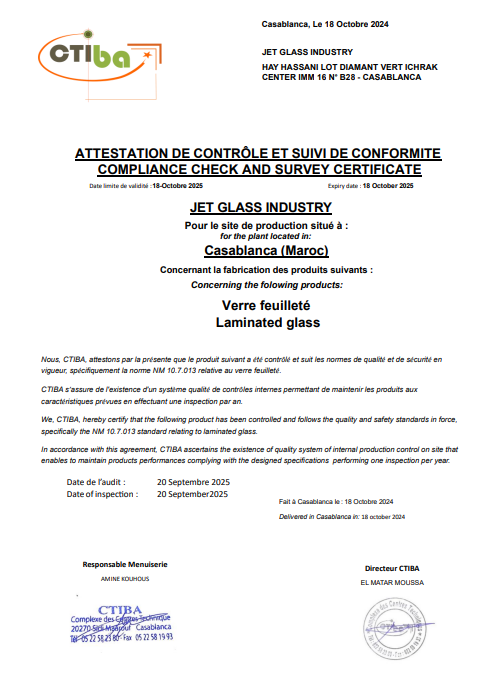 Casablanca, Le 18 Octobre 2024
CTiba
JET GLASS INDUSTRY
HAY HASSANI LOT DIAMANT VERT ICHRAK
CENTER IMM 16 N° B28 - CASABLANCA
ATTESTATION DE CONTRÔLE ET SUIVI DE CONFORMITE
COMPLIANCE CHECK AND SURVEY CERTIFICATE
Date limite de validité : 18-Octobre 2025 Expiry date : 18 October 2025
JET GLASS INDUSTRY
Pour le site de production situé à :
for the plant located in:
Casablanca (Maroc)
Concernant la fabrication des produits suivants :
Concerning the folowing products:
Verre feuilleté
Laminated glass
Nous, CTIBA, attestons par la présente que le produit suivant a été contrôlé et suit les normes de qualité et de sécurité en
vigueur, spécifiquement la norme NM 10.7.013 relative au verre feuilleté.
CTIBA s'assure de l'existence d'un système qualité de contrôles internes permettant de maintenir les produits aux
caractéristiques prévues en effectuant une inspection par an.
We, CTIBA, hereby certify that the following product has been controlled and follows the quality and safety standards in force,
specifically the NM 10.7.013 standard relating to laminated glass.
In accordance with this agreement, CTIBA ascertains the existence of quality system of internal production control on site that
enables to maintain products performances complying with the designed specifications performing one inspection per year.
Date de l'audit : 20 Septembre 2025
Date of inspection : 20 September2025
Fait à Casablanca le : 18 Octobre 2024
Delivered in Casablanca in: 18 october 2024
Responsable Menuiserie
AMINE KOUHOUS
Directeur CTIBA
EL MATAR MOUSSA
CTIBA
Complexe des Centres Technique
20270 Sidi Maârouf Casablanca
Tél 05 22 58 23 80 Fax 05 22 58 19 93